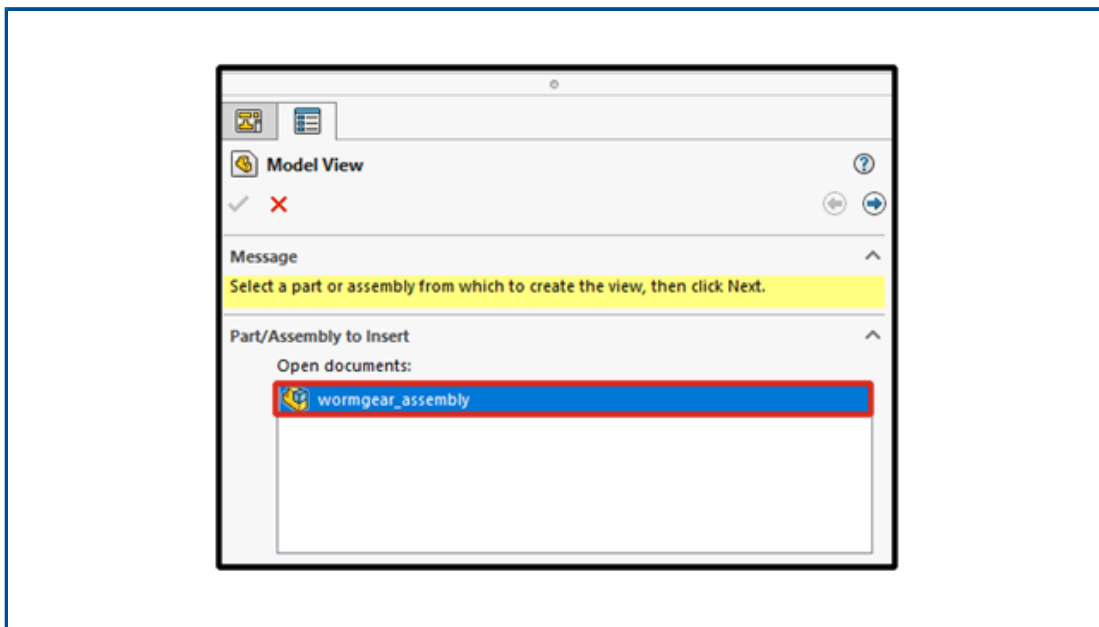 Model View
Message
Select a part or assembly from which to create the view, then click Next.
Part/Assembly to Insert
Open documents:
wormgear_assembly